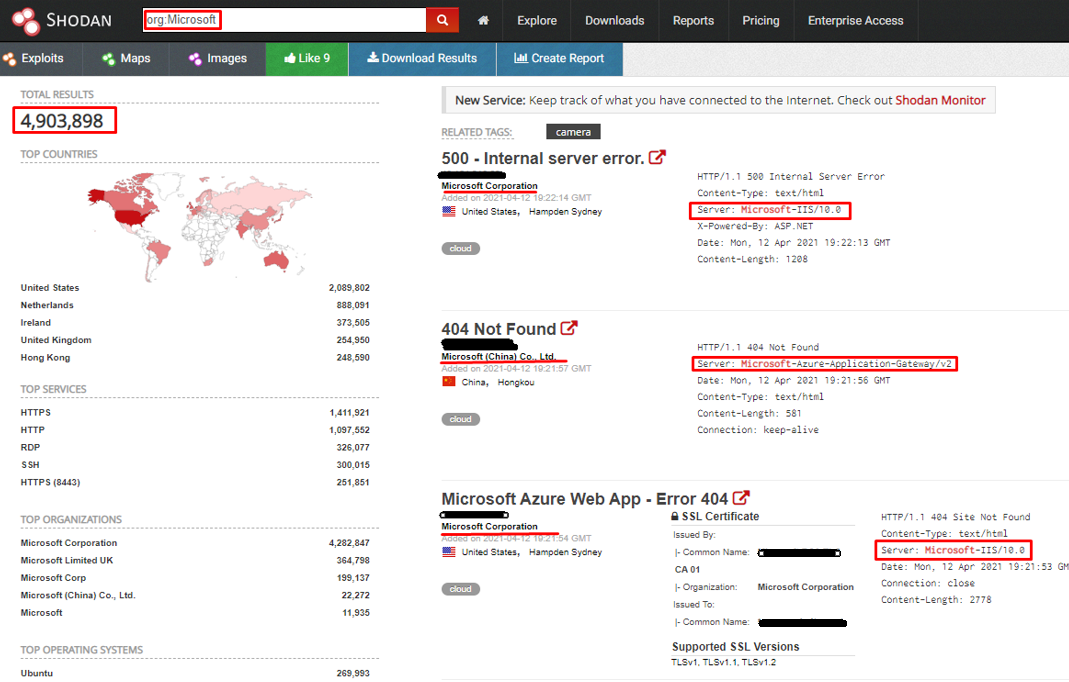 SHODAN
org:Microsoft
Explore
Downloads
Reports
Pricing
Enterprise Access
Exploits
Maps
Images
Like 9
Download Results
Create Report
TOTAL RESULTS
4,903,898
TOP COUNTRIES
United States 2,089,802
Netherlands 888,091
Ireland 373,505
United Kingdom 254,950
Hong Kong 248,590
TOP SERVICES
HTTPS 1,411,921
HTTP 1,097,552
RDP 326,077
SSH 300,015
HTTPS (8443) 251,851
TOP ORGANIZATIONS
Microsoft Corporation 4,282,847
Microsoft Limited UK 364,798
Microsoft Corp 199,137
Microsoft (China) Co., Ltd. 22,272
Microsoft 11,935
TOP OPERATING SYSTEMS
Ubuntu 269,993
New Service: Keep track of what you have connected to the Internet. Check out Shodan Monitor
RELATED TAGS: camera
500 - Internal server error.
Microsoft Corporation
Added on 2021-04-12 19:22:14 GMT
United States, Hampden Sydney
cloud
HTTP/1.1 500 Internal Server Error
Content-Type: text/html
Server: Microsoft-IIS/10.0
X-Powered-By: ASP.NET
Date: Mon, 12 Apr 2021 19:22:13 GMT
Content-Length: 1208
404 Not Found
Microsoft (China) Co., Ltd.
Added on 2021-04-12 19:21:57 GMT
China, Hongkou
cloud
HTTP/1.1 404 Not Found
Server: Microsoft-Azure-Application-Gateway/v2
Date: Mon, 12 Apr 2021 19:21:56 GMT
Content-Type: text/html
Content-Length: 581
Connection: keep-alive
Microsoft Azure Web App - Error 404
Microsoft Corporation
Added on 2021-04-12 19:21:54 GMT
United States, Hampden Sydney
cloud
SSL Certificate
Issued By:
|- Common Name:
CA 01
|- Organization: Microsoft Corporation
Issued To:
|- Common Name:
Supported SSL Versions
TLSv1, TLSv1.1, TLSv1.2
HTTP/1.1 404 Site Not Found
Content-Type: text/html
Server: Microsoft-IIS/10.0
Date: Mon, 12 Apr 2021 19:21:53 GM
Connection: close
Content-Length: 2778